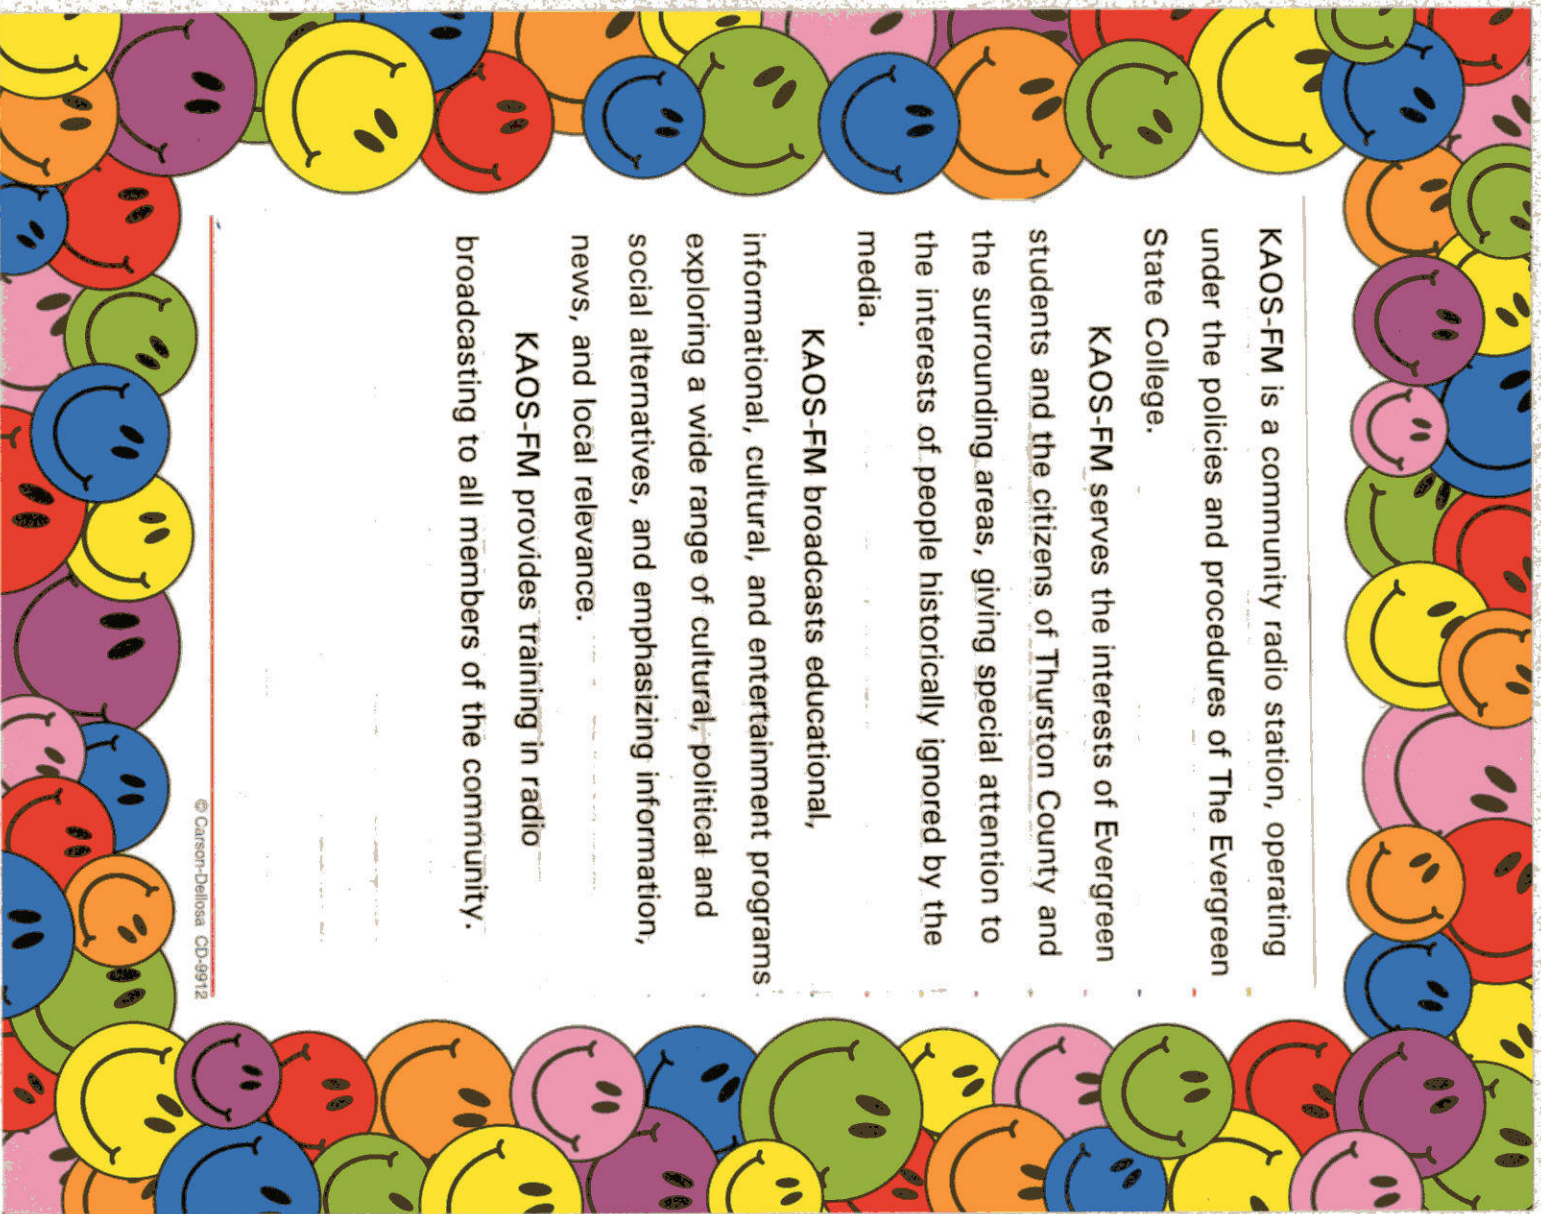 KAOS-FM is a community radio station, operating
under the policies and procedures of The Evergreen
State College.
KAOS-FM serves the interests of Evergreen
students and the citizens of Thurston County and
the surrounding areas, giving special attention to
the interests of people historically ignored by the
media.
KAOS-FM broadcasts educational,
informational, cultural, and entertainment programs
exploring a wide range of cultural, political and
social alternatives, and emphasizing information,
news, and local relevance.
KAOS-FM provides training in radio
broadcasting to all members of the community.
© Carson-Dellosa CD-9912